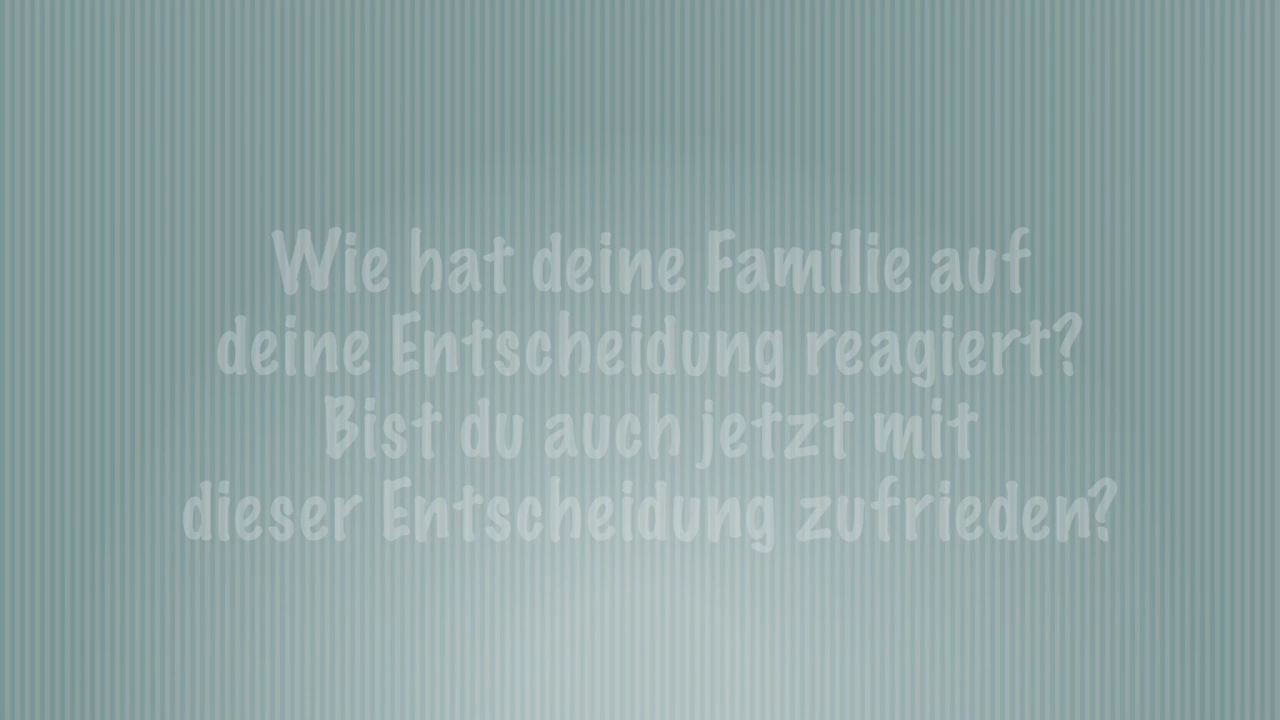 Wie hat deine Familie auf
deine Entscheidung reagiert?
Bist du auch jetzt mit
dieser Entscheidung zufrieden?